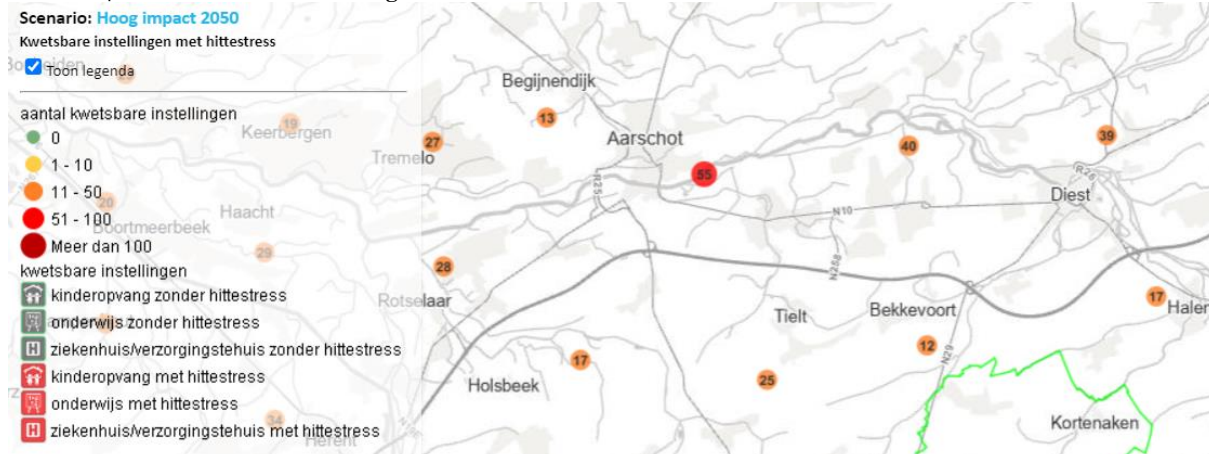 Scenario: Hoog impact 2050
Kwetsbare instellingen met hittestress
Toon legenda
aantal kwetsbare instellingen
0
1 - 10
11 - 50
51 - 100
Meer dan 100
kwetsbare instellingen
kinderopvang zonder hittestress
onderwijs zonder hittestress
ziekenhuis/verzorgingstehuis zonder hittestress
kinderopvang met hittestress
onderwijs met hittestress
ziekenhuis/verzorgingstehuis met hittestress
Keerbergen
19
Tremelo
27
20
Boortmeerbeek
Haacht
29
Rotselaar
28
34
Herent
Begijnendijk
13
Aarschot
55
R25
40
39
R26
Diest
N10
N258
Bekkevoort
17
Halen
Tielt
12
N29
Holsbeek
17
25
Kortenaken